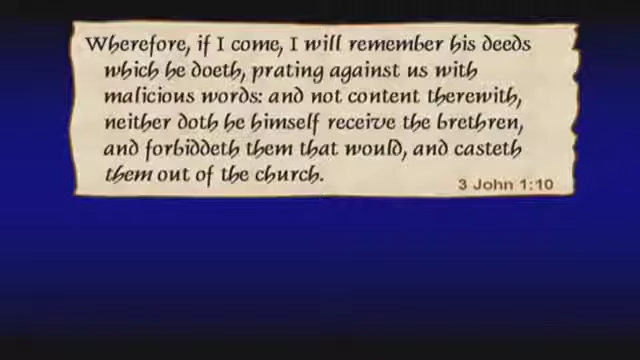 Wherefore, if I come, I will remember his deeds
which he doeth, prating against us with
malicious words: and not content therewith,
neither doth he himself receive the brethren,
and forbiddeth them that would, and casteth
them out of the church.
3 John 1:10